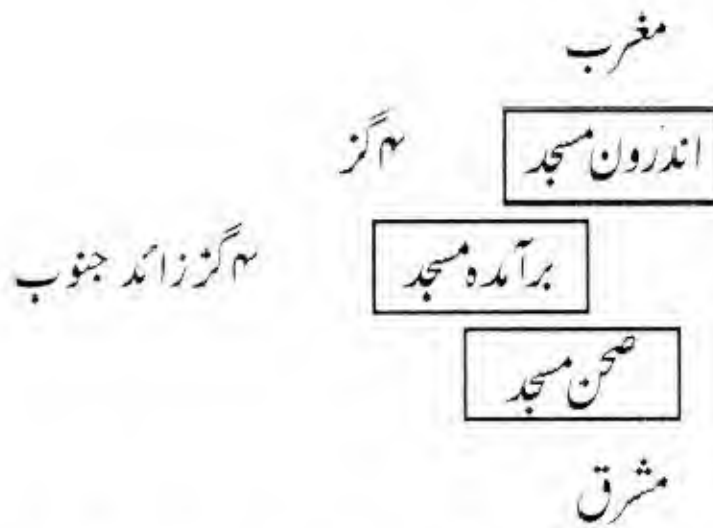 مغرب
اندرون مسجد ۴ گز
برآمدہ مسجد ۴ گز زائد جنوب
صحن مسجد
مشرق